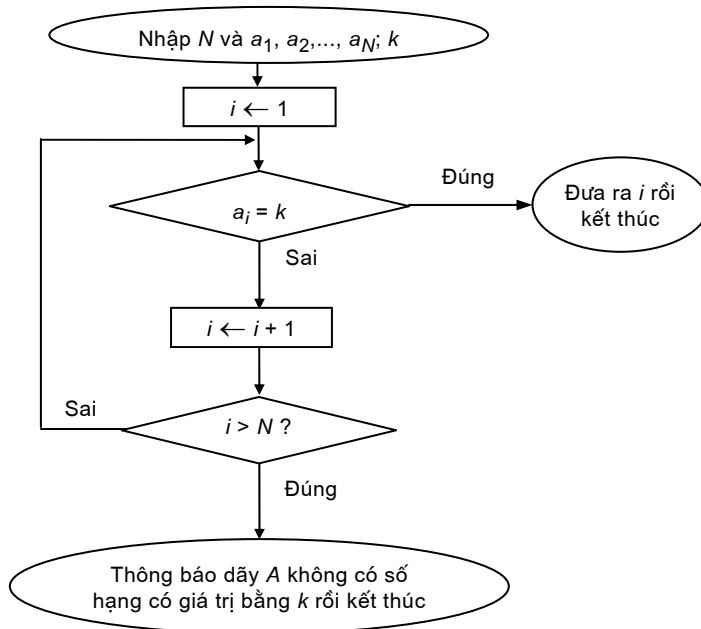 Nhập N và a1, a2,..., aN; k
i ← 1
Đúng
ai = k
Đưa ra i rồi
kết thúc
Sai
i ← i + 1
Sai
i > N ?
Đúng
Thông báo dãy A không có số
hạng có giá trị bằng k rồi kết thúc